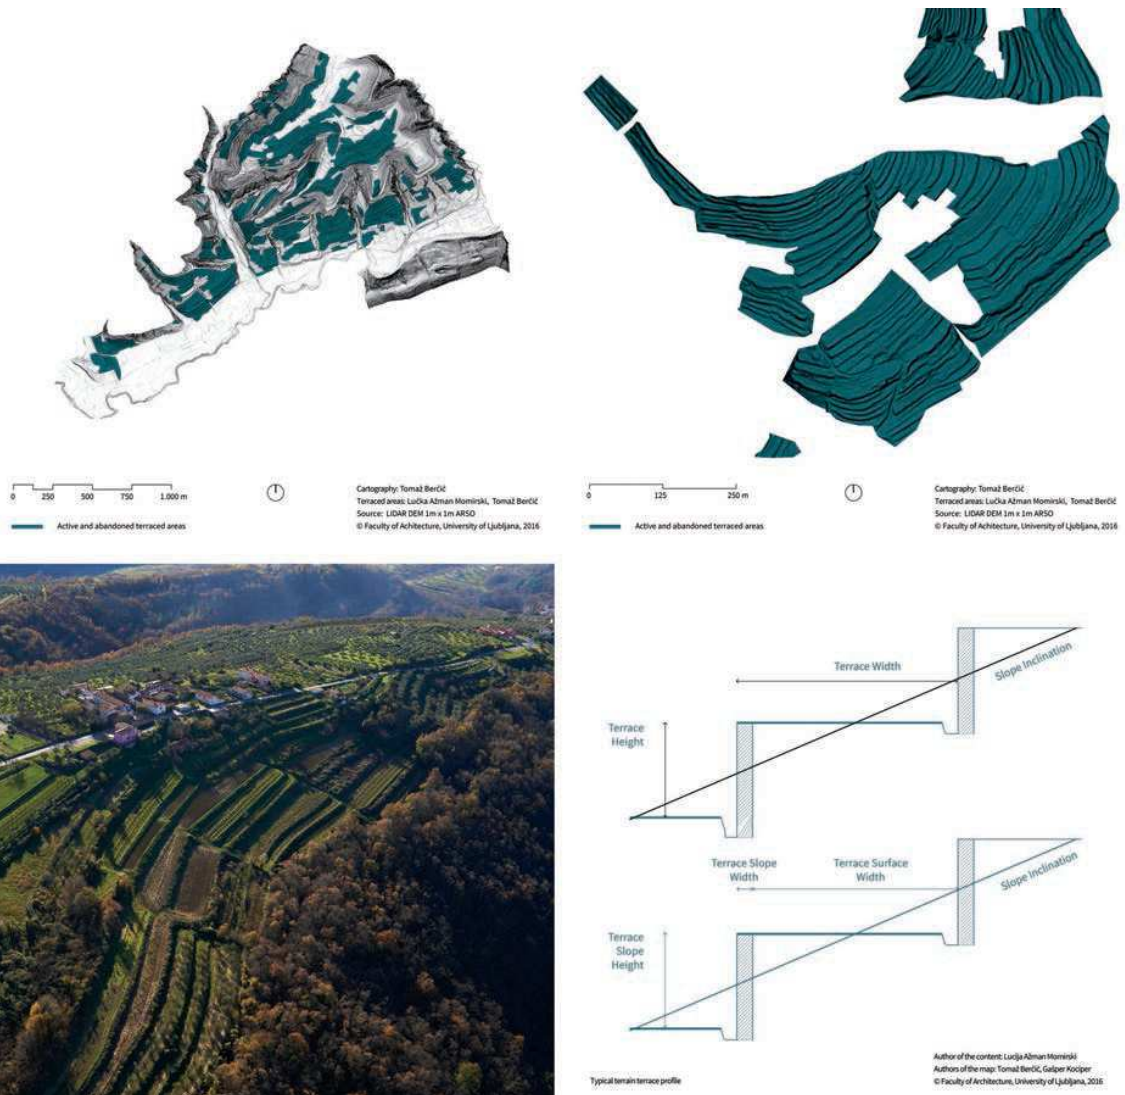 0 250 500 750 1.000 m
Cartography: Tomaž Berčič
Terraced areas: Lučka Ažman Momirski, Tomaž Berčič
Source: LIDAR DEM 1m x 1m ARSO
© Faculty of Achitecture, University of Ljubljana, 2016
Active and abandoned terraced areas
0 125 250 m
Cartography: Tomaž Berčič
Terraced areas: Lučka Ažman Momirski, Tomaž Berčič
Source: LIDAR DEM 1m x 1m ARSO
© Faculty of Achitecture, University of Ljubljana, 2016
Active and abandoned terraced areas
Terrace Width
Slope Inclination
Terrace
Height
Terrace Slope
Width
Terrace Surface
Width
Slope Inclination
Terrace
Slope
Height
Typical terrain terrace profile
Author of the content: Lucija Ažman Momirski
Authors of the map: Tomaž Berčič, Gašper Kociper
© Faculty of Architecture, University of Ljubljana, 2016